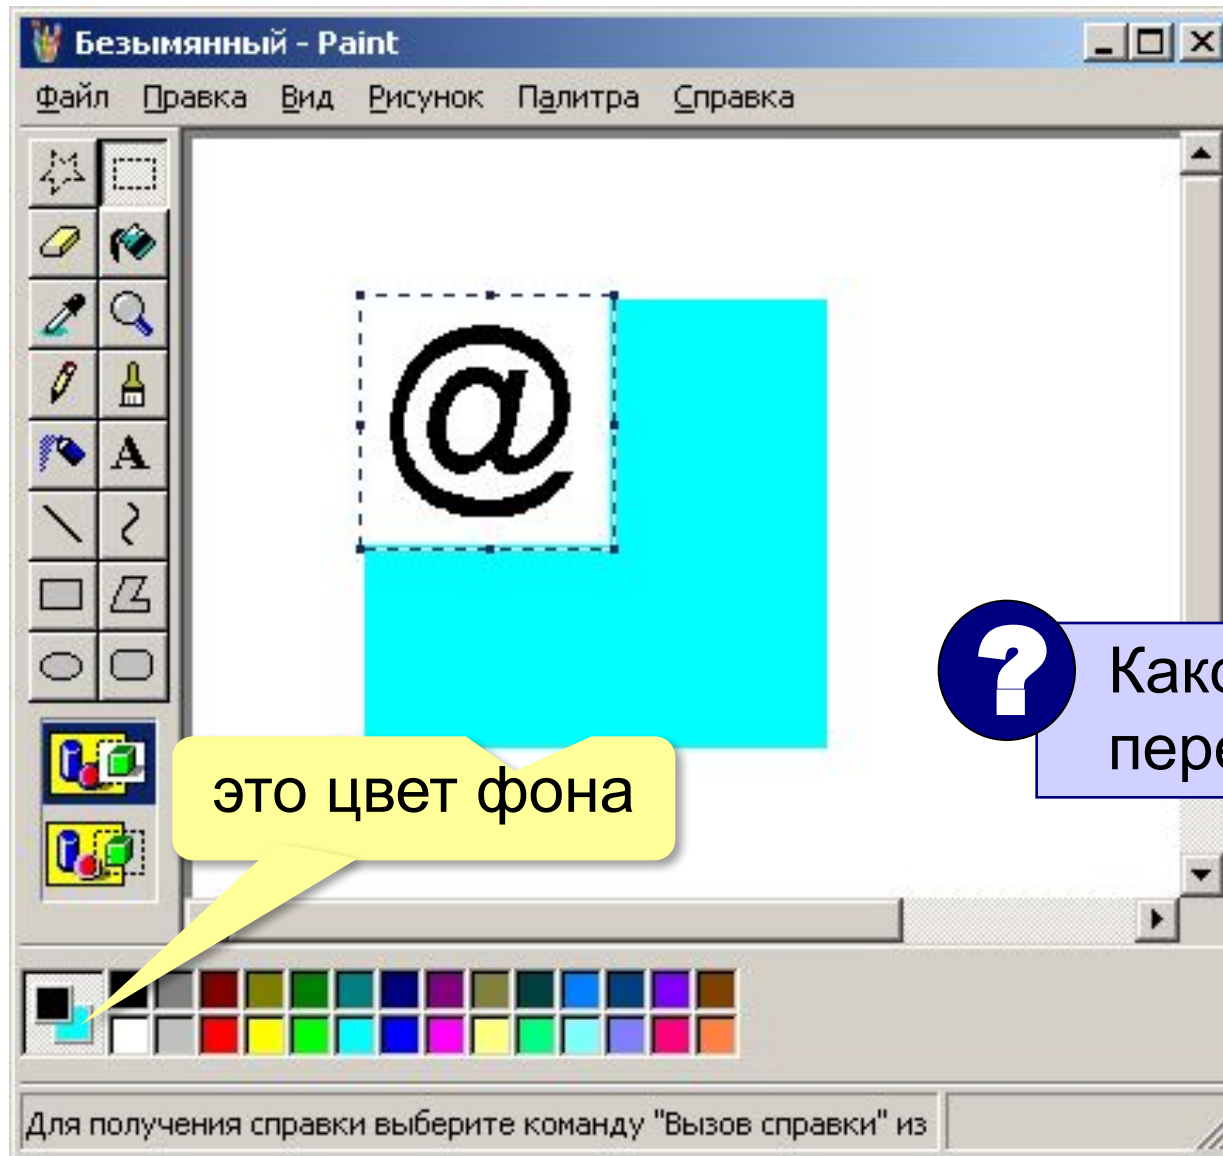 Безымянный - Paint
Файл Правка Вид Рисунок Палитра Справка
@
A
?
это цвет фона
Для получения справки выберите команду "Вызов справки" из